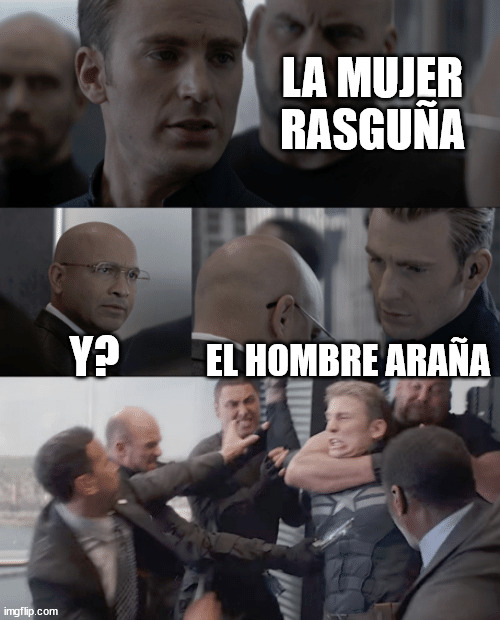 LA MUJER
RASGUÑA
Y?
EL HOMBRE ARAÑA
imgflip.com